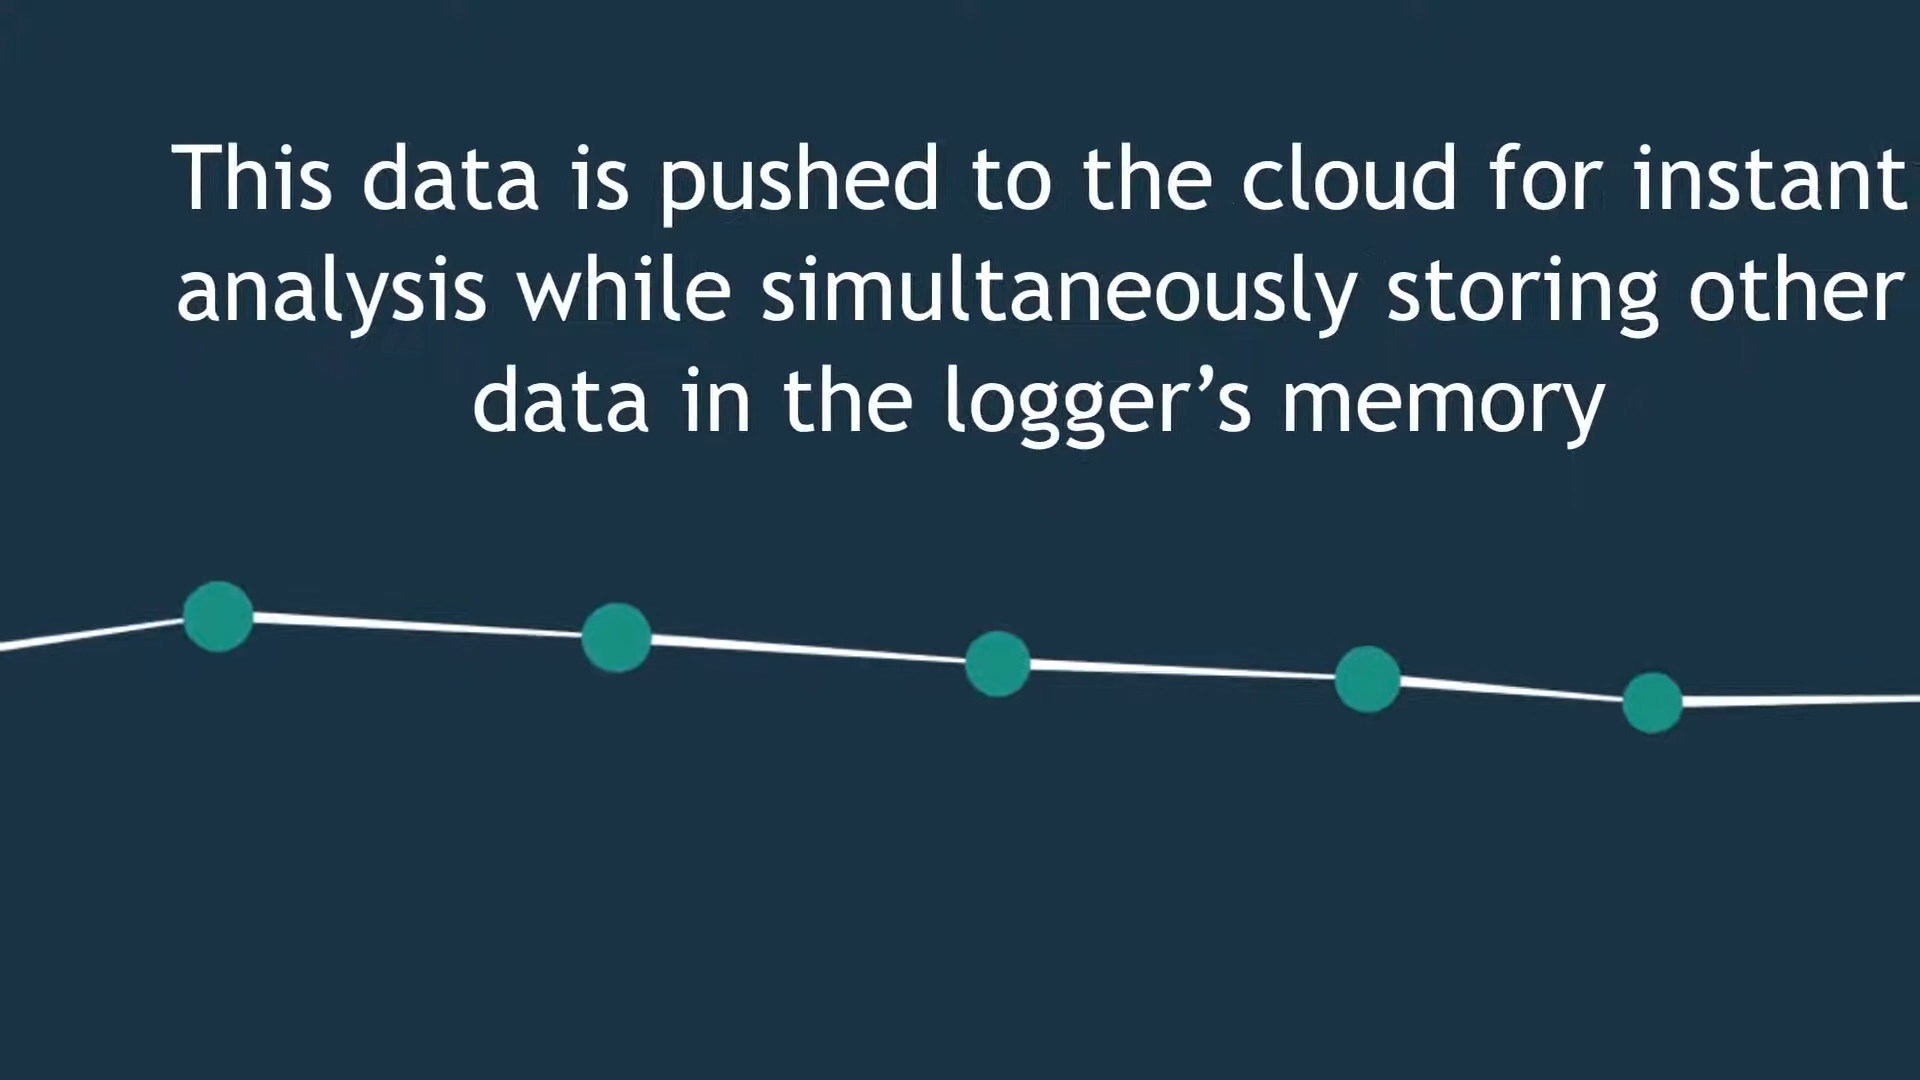 This data is pushed to the cloud for instant
analysis while simultaneously storing other
data in the logger’s memory